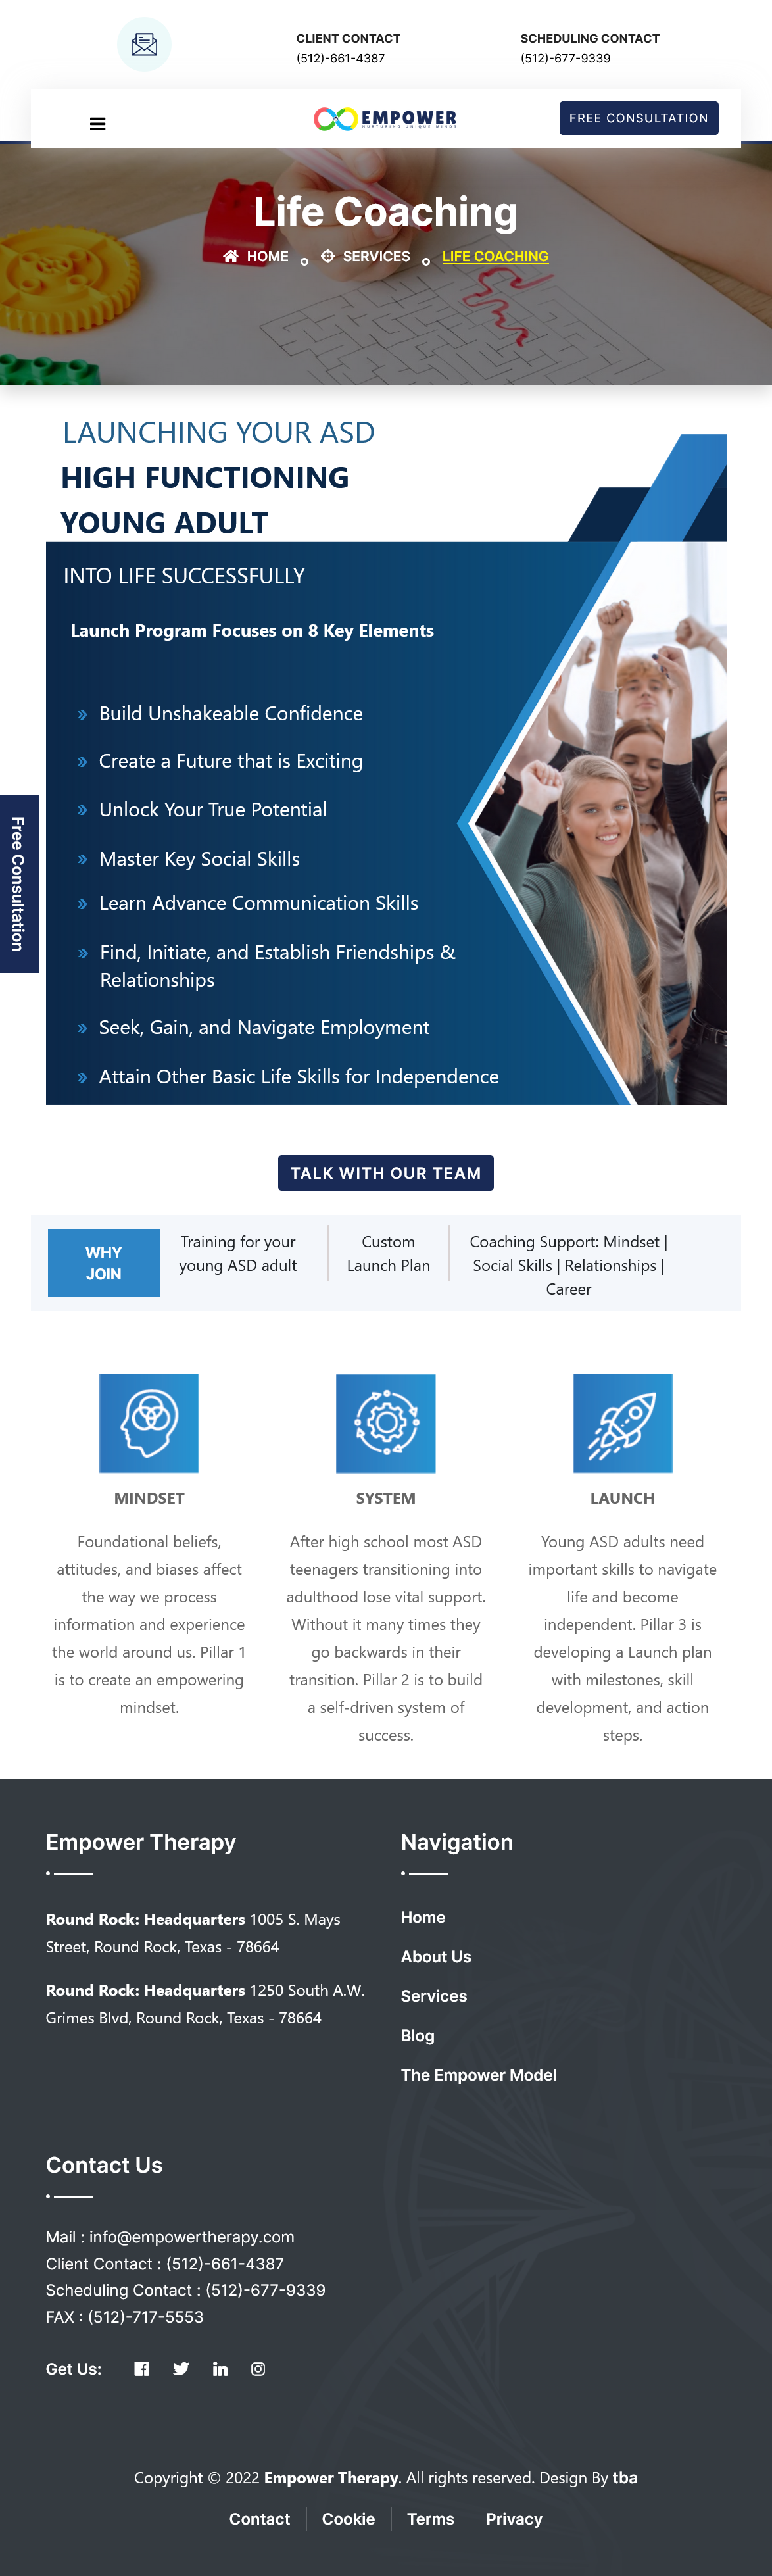 CLIENT CONTACT
(512)-661-4387
SCHEDULING CONTACT
(512)-677-9339
EMPOWER
NURTURING UNIQUE MINDS
FREE CONSULTATION
Life Coaching
HOME
SERVICES
LIFE COACHING
LAUNCHING YOUR ASD
HIGH FUNCTIONING
YOUNG ADULT
INTO LIFE SUCCESSFULLY
Launch Program Focuses on 8 Key Elements
Build Unshakeable Confidence
Create a Future that is Exciting
Unlock Your True Potential
Master Key Social Skills
Learn Advance Communication Skills
Find, Initiate, and Establish Friendships &
Relationships
Seek, Gain, and Navigate Employment
Attain Other Basic Life Skills for Independence
Free Consultation
TALK WITH OUR TEAM
WHY
JOIN
Training for your
young ASD adult
Custom
Launch Plan
Coaching Support: Mindset |
Social Skills | Relationships |
Career
MINDSET
Foundational beliefs,
attitudes, and biases affect
the way we process
information and experience
the world around us. Pillar 1
is to create an empowering
mindset.
SYSTEM
After high school most ASD
teenagers transitioning into
adulthood lose vital support.
Without it many times they
go backwards in their
transition. Pillar 2 is to build
a self-driven system of
success.
LAUNCH
Young ASD adults need
important skills to navigate
life and become
independent. Pillar 3 is
developing a Launch plan
with milestones, skill
development, and action
steps.
Empower Therapy
Round Rock: Headquarters 1005 S. Mays
Street, Round Rock, Texas - 78664
Round Rock: Headquarters 1250 South A.W.
Grimes Blvd, Round Rock, Texas - 78664
Navigation
Home
About Us
Services
Blog
The Empower Model
Contact Us
Mail : info@empowertherapy.com
Client Contact : (512)-661-4387
Scheduling Contact : (512)-677-9339
FAX : (512)-717-5553
Get Us:
Copyright © 2022 Empower Therapy. All rights reserved. Design By tba
Contact
Cookie
Terms
Privacy